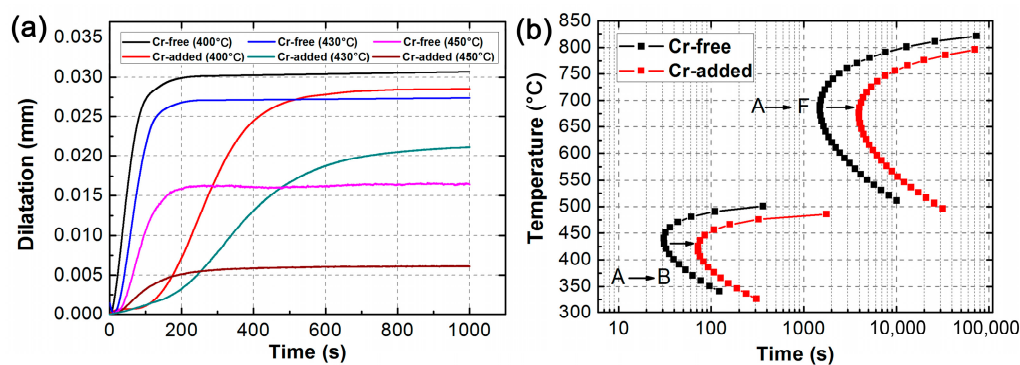 (a)
0.035
0.030
0.025
0.020
0.015
0.010
0.005
0.000
Dilatation (mm)
Cr-free (400°C) Cr-free (430°C) Cr-free (450°C)
Cr-added (400°C) Cr-added (430°C) Cr-added (450°C)
0 200 400 600 800 1000
Time (s)
(b)
850
800
750
700
650
600
550
500
450
400
350
300
Temperature (°C)
Cr-free
Cr-added
A F
A B
10 100 1000 10,000 100,000
Time (s)